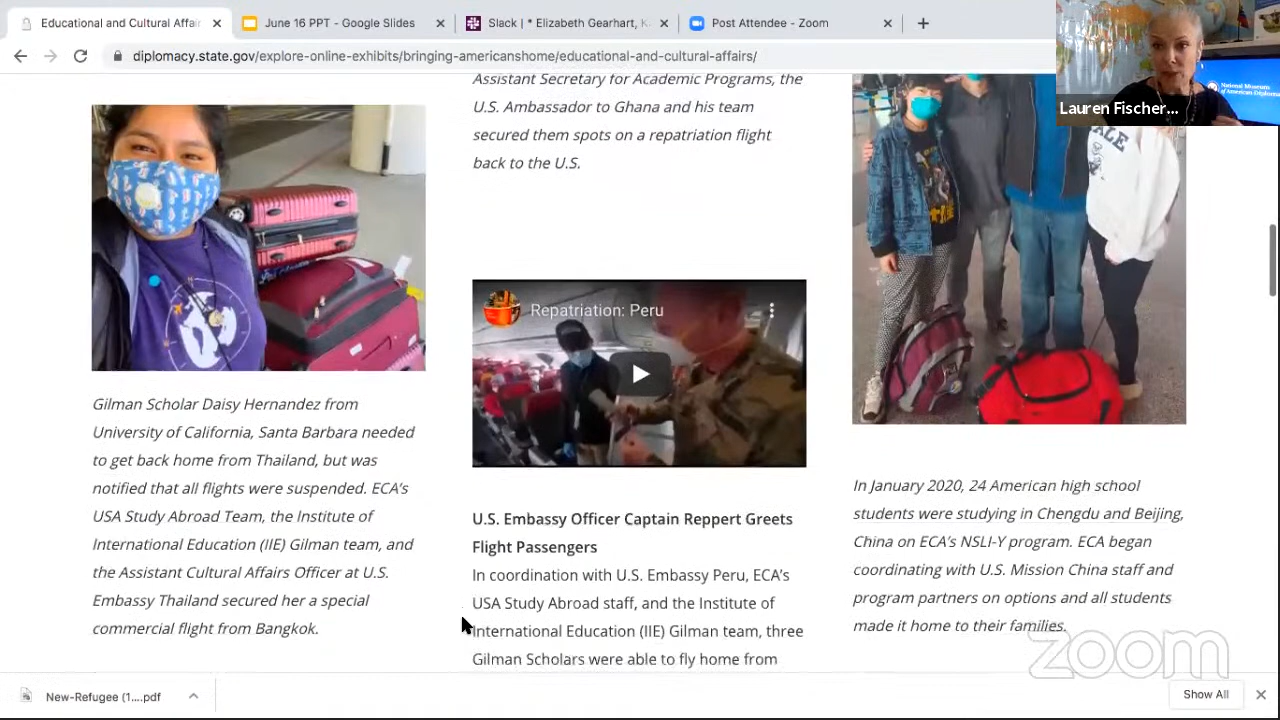 Educational and Cultural Affair
June 16 PPT - Google Slides
Slack | * Elizabeth Gearhart, K
Post Attendee - Zoom
diplomacy.state.gov/explore-online-exhibits/bringing-americanshome/educational-and-cultural-affairs/
National Museum
of American Diploma
Lauren Fischer...
Assistant Secretary for Academic Programs, the
U.S. Ambassador to Ghana and his team
secured them spots on a repatriation flight
back to the U.S.
Repatriation: Peru
Gilman Scholar Daisy Hernandez from
University of California, Santa Barbara needed
to get back home from Thailand, but was
notified that all flights were suspended. ECA's
USA Study Abroad Team, the Institute of
International Education (IIE) Gilman team, and
the Assistant Cultural Affairs Officer at U.S.
Embassy Thailand secured her a special
commercial flight from Bangkok.
U.S. Embassy Officer Captain Reppert Greets
Flight Passengers
In coordination with U.S. Embassy Peru, ECA's
USA Study Abroad staff, and the Institute of
International Education (IIE) Gilman team, three
Gilman Scholars were able to fly home from
ALE
In January 2020, 24 American high school
students were studying in Chengdu and Beijing,
China on ECA's NSLI-Y program. ECA began
coordinating with U.S. Mission China staff and
program partners on options and all students
made it home to their families.
zoom
New-Refugee (1....pdf
Show All